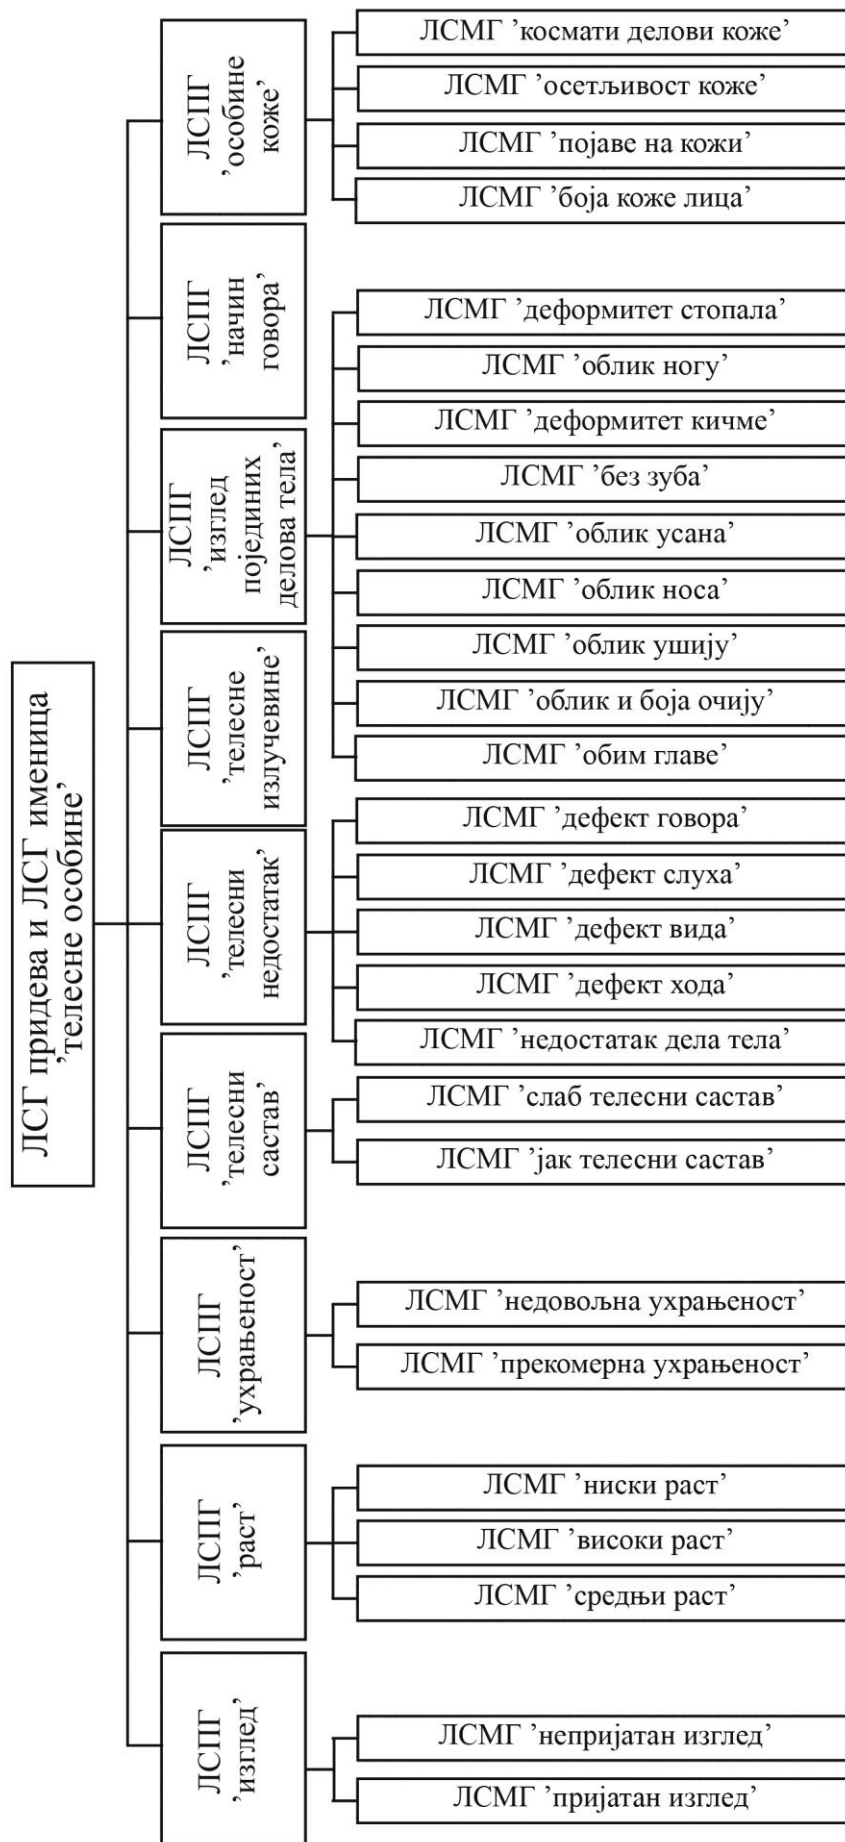 ЛСГ придева и ЛСГ именица
’телесне особине’
ЛСПГ
’особине
коже’
ЛСМГ ’космати делови коже’
ЛСМГ ’осетљивост коже’
ЛСМГ ’појаве на кожи’
ЛСМГ ’боја коже лица’
ЛСПГ
’начин
говора’
ЛСПГ
’изглед
појединих
делова тела’
ЛСМГ ’деформитет стопала’
ЛСМГ ’облик ногу’
ЛСМГ ’деформитет кичме’
ЛСМГ ’без зуба’
ЛСМГ ’облик усана’
ЛСМГ ’облик носа’
ЛСМГ ’облик ушију’
ЛСМГ ’облик и боја очију’
ЛСМГ ’обим главе’
ЛСПГ
’телесне
излучевине’
ЛСПГ
’телесни
недостатак’
ЛСМГ ’дефект говора’
ЛСМГ ’дефект слуха’
ЛСМГ ’дефект вида’
ЛСМГ ’дефект хода’
ЛСМГ ’недостатак дела тела’
ЛСПГ
’телесни
састав’
ЛСМГ ’слаб телесни састав’
ЛСМГ ’јак телесни састав’
ЛСПГ
’ухрањеност’
ЛСМГ ’недовољна ухрањеност’
ЛСМГ ’прекомерна ухрањеност’
ЛСПГ
’раст’
ЛСМГ ’ниски раст’
ЛСМГ ’високи раст’
ЛСМГ ’средњи раст’
ЛСПГ
’изглед’
ЛСМГ ’непријатан изглед’
ЛСМГ ’пријатан изглед’